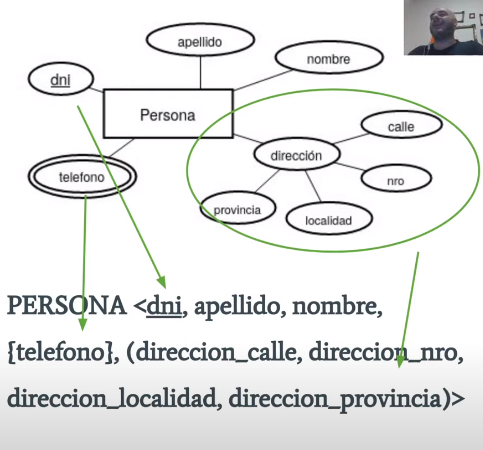 apellido
nombre
dni
Persona
calle
dirección
telefono
nro
provincia
localidad
PERSONA <dni, apellido, nombre,
{telefono}, (direccion_calle, direccion_nro,
direccion_localidad, direccion_provincia)>